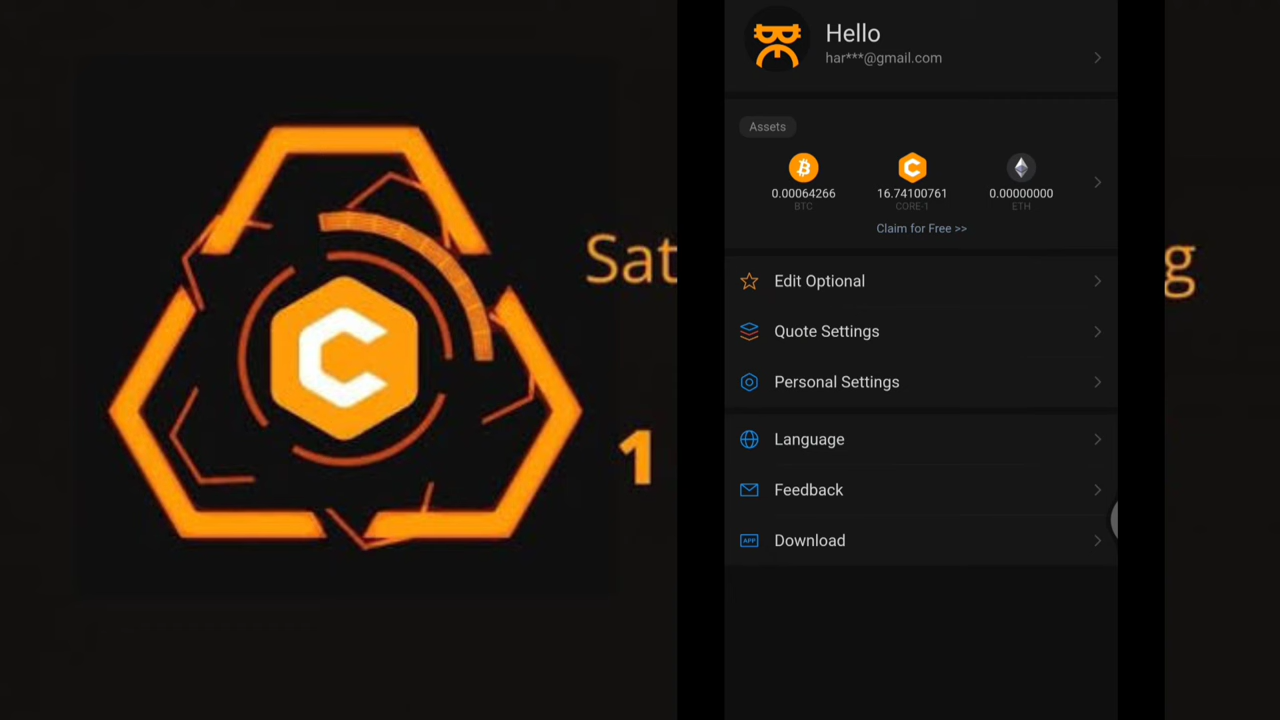 Hello
har***@gmail.com
Assets
0.00064266
BTC
16.74100761
CORE-1
0.00000000
ETH
Claim for Free >>
Edit Optional
Quote Settings
Personal Settings
Language
Feedback
APP
Download
Sat
g
1